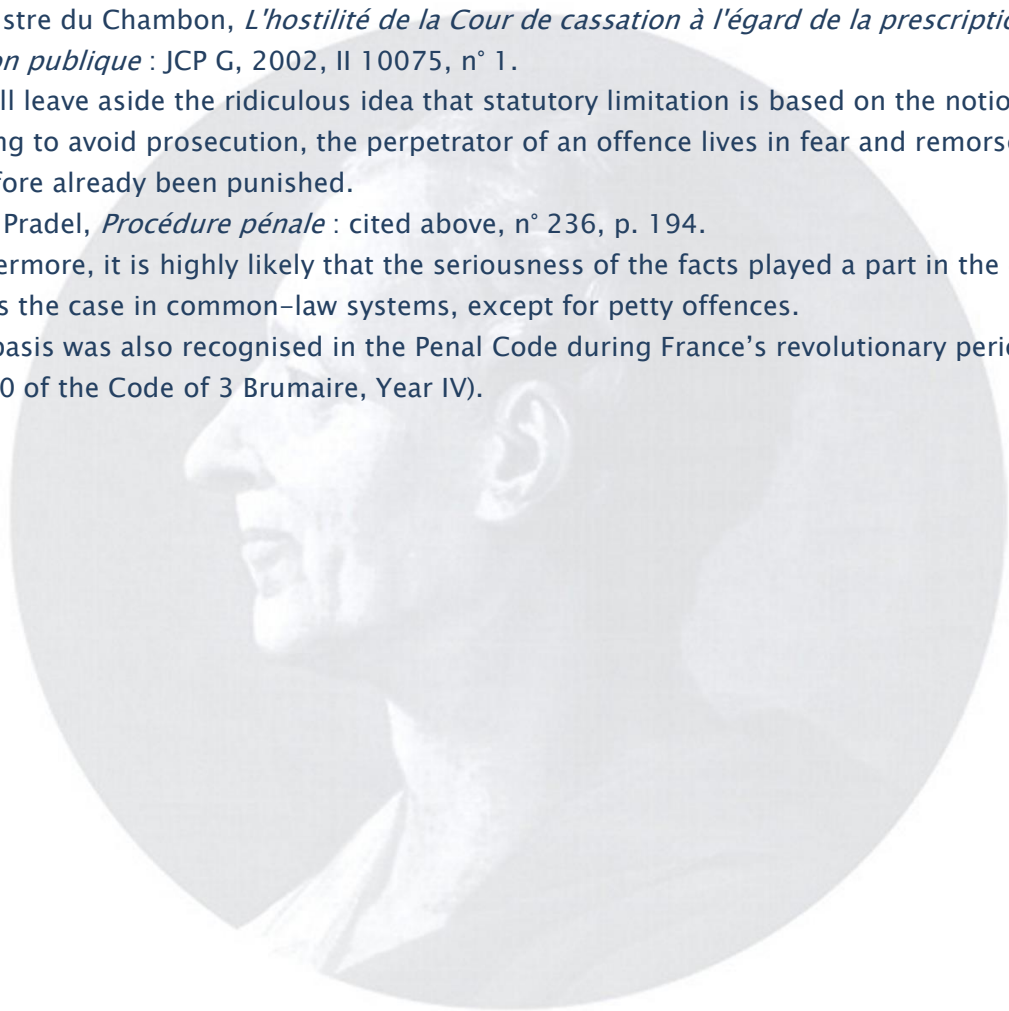 stre du Chambon, L'hostilité de la Cour de cassation à l'égard de la prescriptio
on publique : JCP G, 2002, II 10075, n° 1.
ll leave aside the ridiculous idea that statutory limitation is based on the notio
ng to avoid prosecution, the perpetrator of an offence lives in fear and remors
fore already been punished.
Pradel, Procédure pénale : cited above, n° 236, p. 194.
ermore, it is highly likely that the seriousness of the facts played a part in the
s the case in common-law systems, except for petty offences.
basis was also recognised in the Penal Code during France's revolutionary perio
0 of the Code of 3 Brumaire, Year IV).